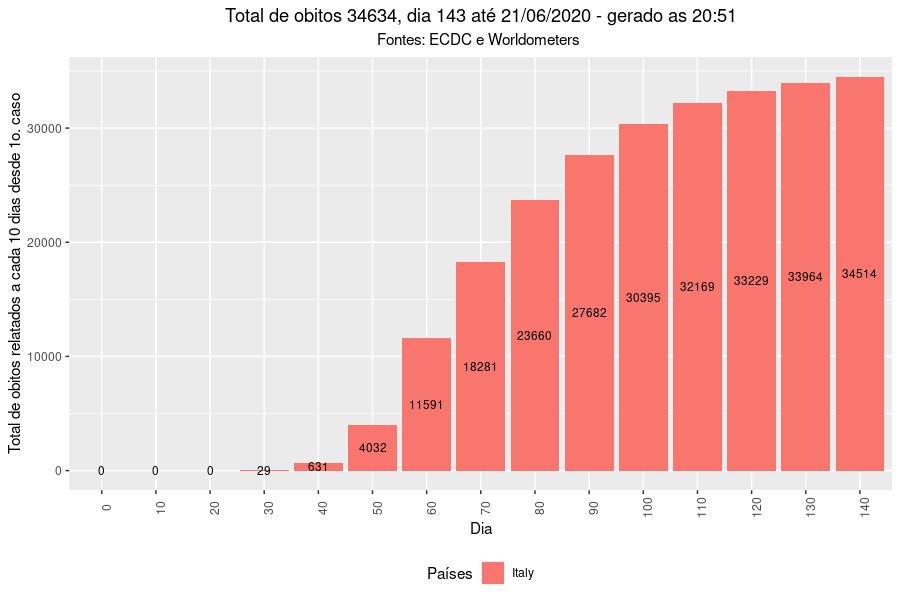 Total de obitos 34634, dia 143 até 21/06/2020 - gerado as 20:51
Fontes: ECDC e Worldometers
Total de obitos relatados a cada 10 dias desde 1o. caso
30000
20000
10000
0
0 0 0 29 631 4032 11591 18281 23660 27682 30395 32169 33229 33964 34514
0 10 20 30 40 50 60 70 80 90 100 110 120 130 140
Dia
Países Italy